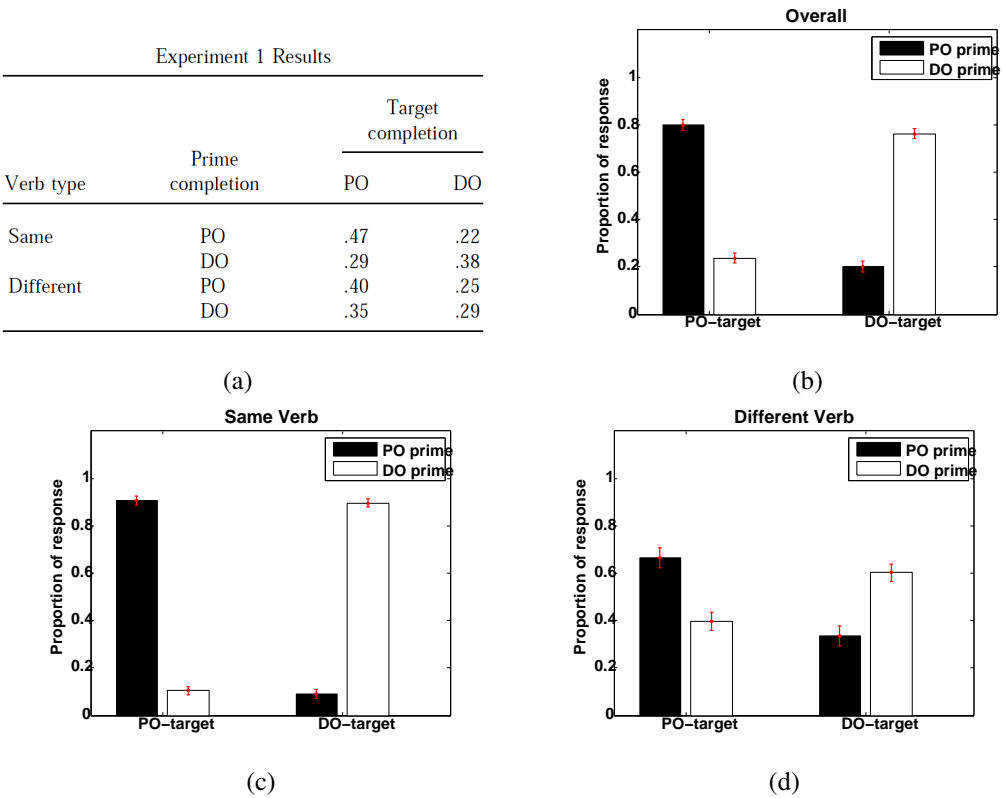 Experiment 1 Results
Target
completion
Prime
Verb type completion PO DO
Same PO .47 .22
DO .29 .38
Different PO .40 .25
DO .35 .29
(a)
Overall
PO prime
DO prime
Proportion of response
1
0.8
0.6
0.4
0.2
0
PO–target DO–target
(b)
Same Verb
PO prime
DO prime
Proportion of response
1
0.8
0.6
0.4
0.2
0
PO–target DO–target
(c)
Different Verb
PO prime
DO prime
Proportion of response
1
0.8
0.6
0.4
0.2
0
PO–target DO–target
(d)